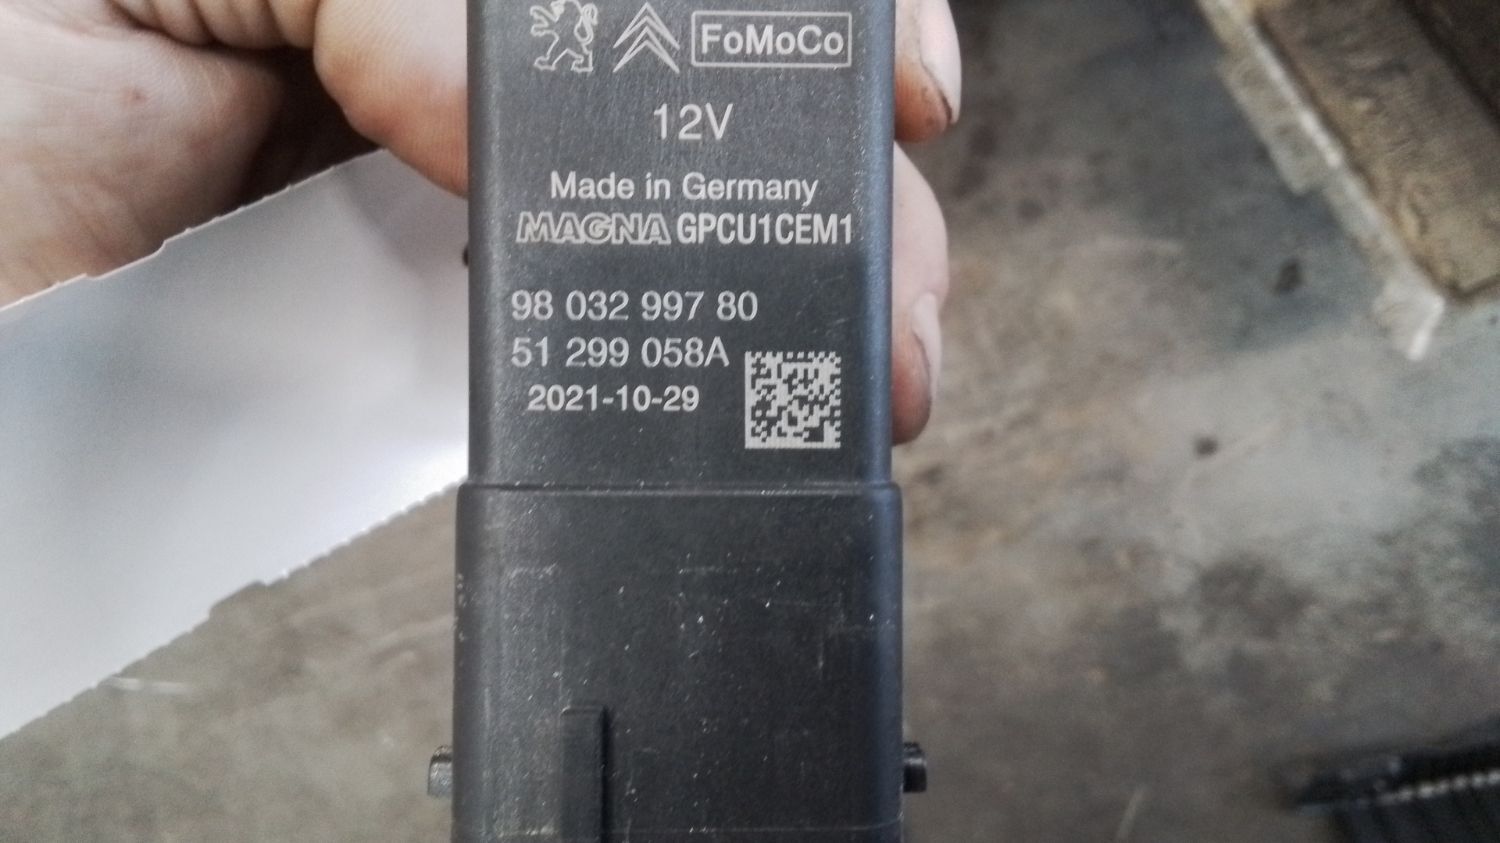 FoMoCo
12V
Made in Germany
MAGNA GPCU1CEM1
98 032 997 80
51 299 058A
2021-10-29